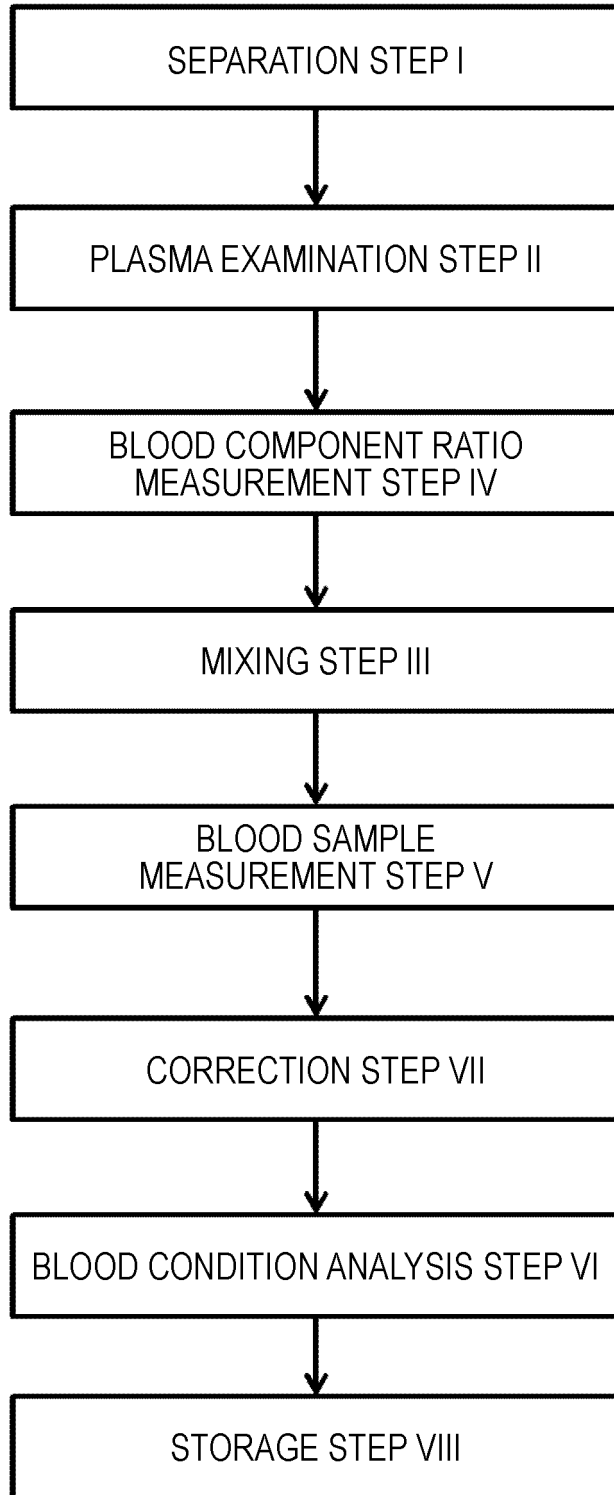 SEPARATION STEP I
PLASMA EXAMINATION STEP II
BLOOD COMPONENT RATIO
MEASUREMENT STEP IV
MIXING STEP III
BLOOD SAMPLE
MEASUREMENT STEP V
CORRECTION STEP VII
BLOOD CONDITION ANALYSIS STEP VI
STORAGE STEP VIII